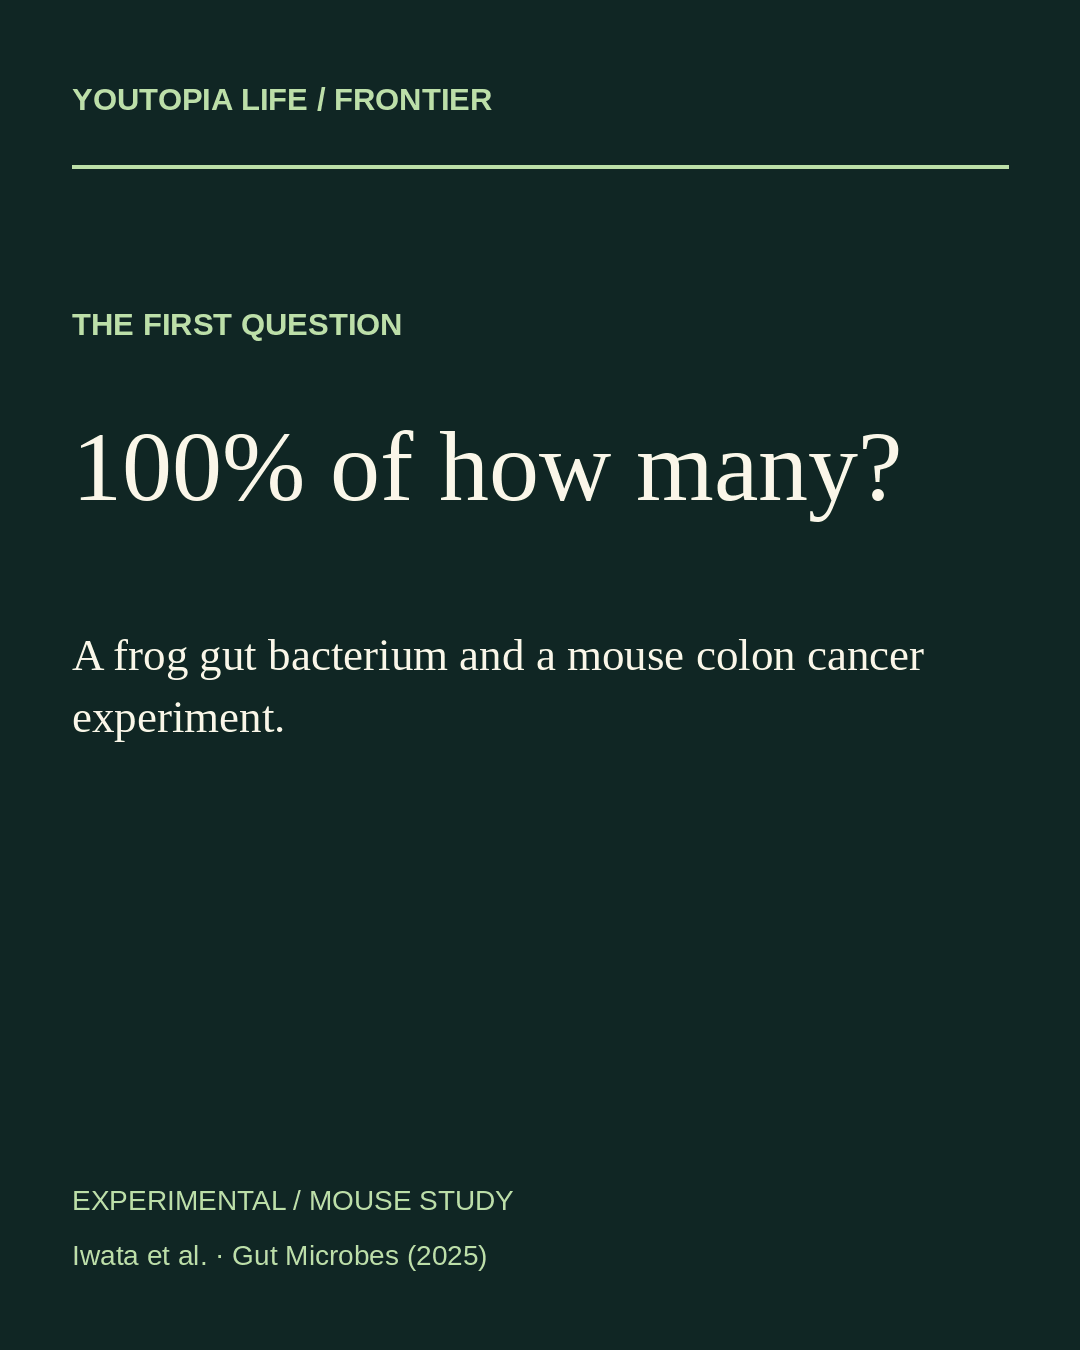 YOUTOPIA LIFE / FRONTIER
THE FIRST QUESTION
100% of how many?
A frog gut bacterium and a mouse colon cancer
experiment.
EXPERIMENTAL / MOUSE STUDY
Iwata et al. · Gut Microbes (2025)